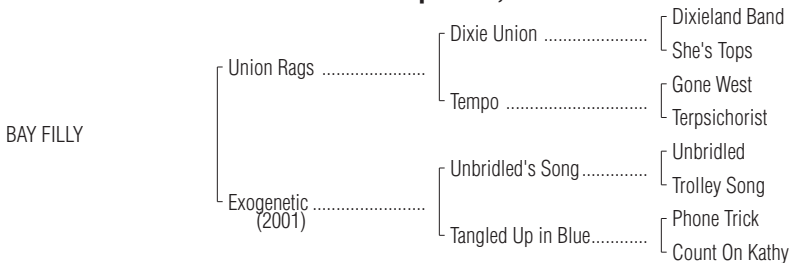 Dixieland Band
Dixie Union ........................
She's Tops
Union Rags ........................
Gone West
Tempo ................................
Terpsichorist
BAY FILLY
Unbridled
Unbridled's Song...............
Trolley Song
Exogenetic ..........................
(2001)
Phone Trick
Tangled Up in Blue.............
Count On Kathy